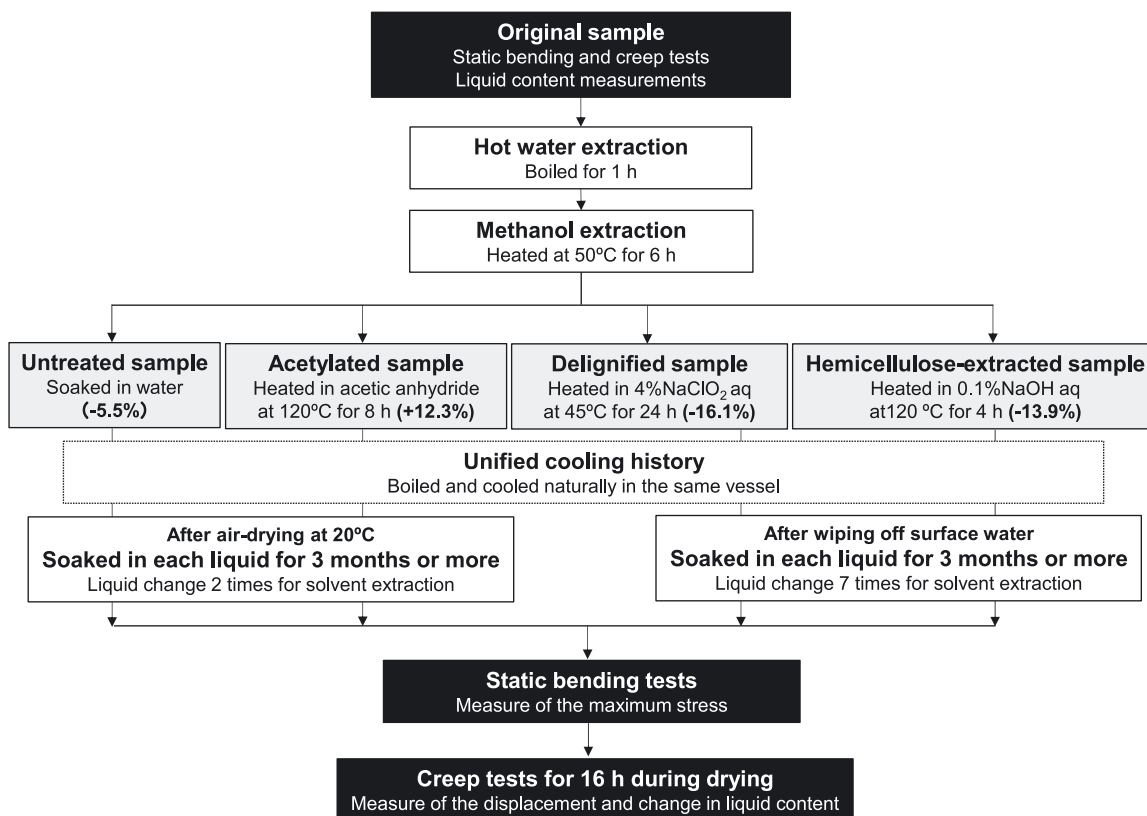 Original sample
Static bending and creep tests
Liquid content measurements
Hot water extraction
Boiled for 1 h
Methanol extraction
Heated at 50ºC for 6 h
Untreated sample
Soaked in water
(-5.5%)
Acetylated sample
Heated in acetic anhydride
at 120ºC for 8 h (+12.3%)
Delignified sample
Heated in 4%NaClO₂ aq
at 45ºC for 24 h (-16.1%)
Hemicellulose-extracted sample
Heated in 0.1%NaOH aq
at120 ºC for 4 h (-13.9%)
Unified cooling history
Boiled and cooled naturally in the same vessel
After air-drying at 20ºC
Soaked in each liquid for 3 months or more
Liquid change 2 times for solvent extraction
After wiping off surface water
Soaked in each liquid for 3 months or more
Liquid change 7 times for solvent extraction
Static bending tests
Measure of the maximum stress
Creep tests for 16 h during drying
Measure of the displacement and change in liquid content